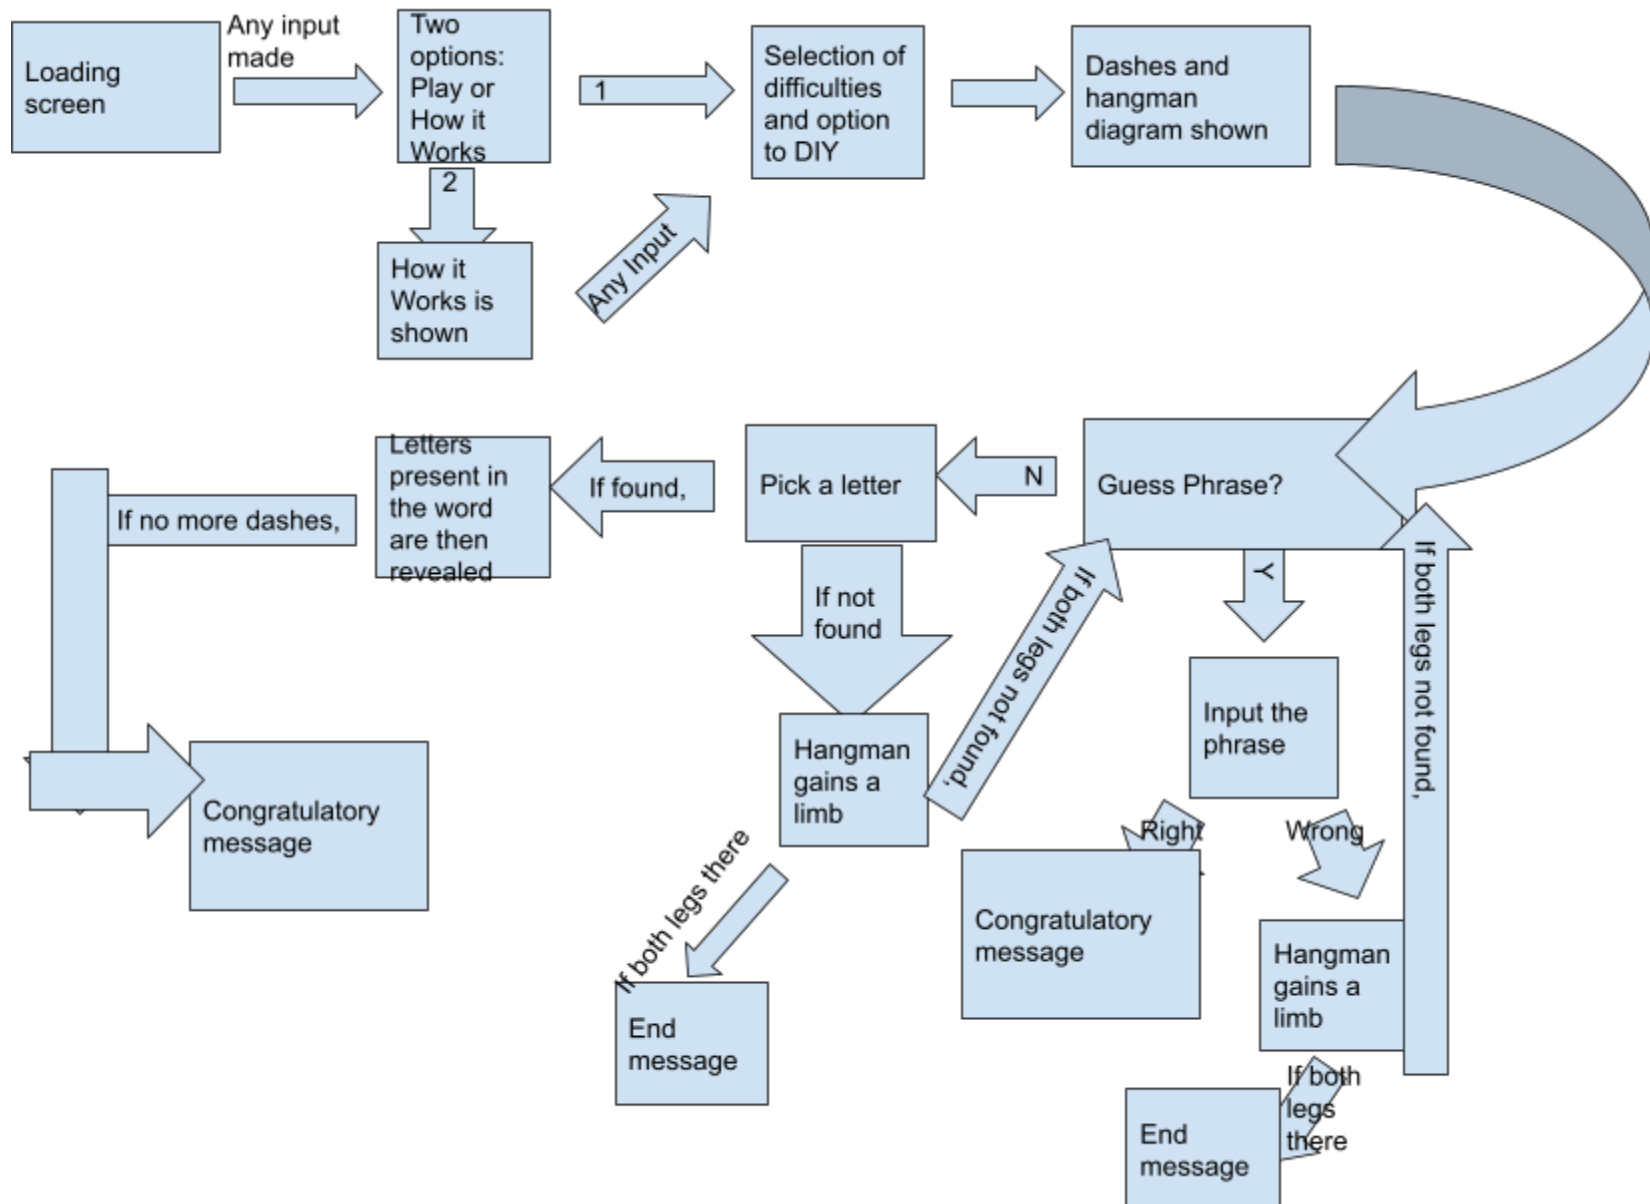 Loading
screen
Any input
made
Two
options:
Play or
How it
Works
1
Selection of
difficulties
and option
to DIY
Dashes and
hangman
diagram shown
2
How it
Works is
shown
Any Input
Guess Phrase?
N
Pick a letter
If found,
Letters
present in
the word
are then
revealed
If no more dashes,
Congratulatory
message
If not
found
Hangman
gains a
limb
If both legs not found,
If both legs there
End
message
Y
Input the
phrase
Right
Congratulatory
message
Wrong
Hangman
gains a
limb
If both legs not found,
If both
legs
there
End
message